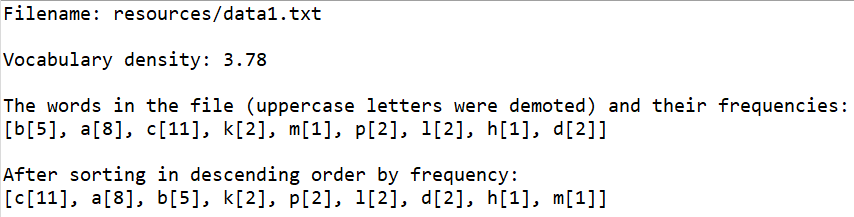 Filename: resources/data1.txt
Vocabulary density: 3.78
The words in the file (uppercase letters were demoted) and their frequencies:
[b[5], a[8], c[11], k[2], m[1], p[2], l[2], h[1], d[2]]
After sorting in descending order by frequency:
[c[11], a[8], b[5], k[2], p[2], l[2], d[2], h[1], m[1]]